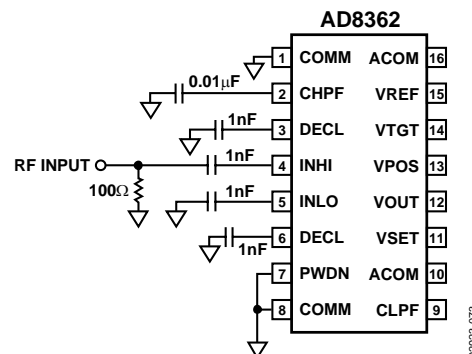 AD8362
1 COMM ACOM 16
0.01µF
2 CHPF VREF 15
1nF
3 DECL VTGT 14
RF INPUT 1nF
4 INHI VPOS 13
100Ω
1nF
5 INLO VOUT 12
6 DECL VSET 11
1nF
7 PWDN ACOM 10
8 COMM CLPF 9